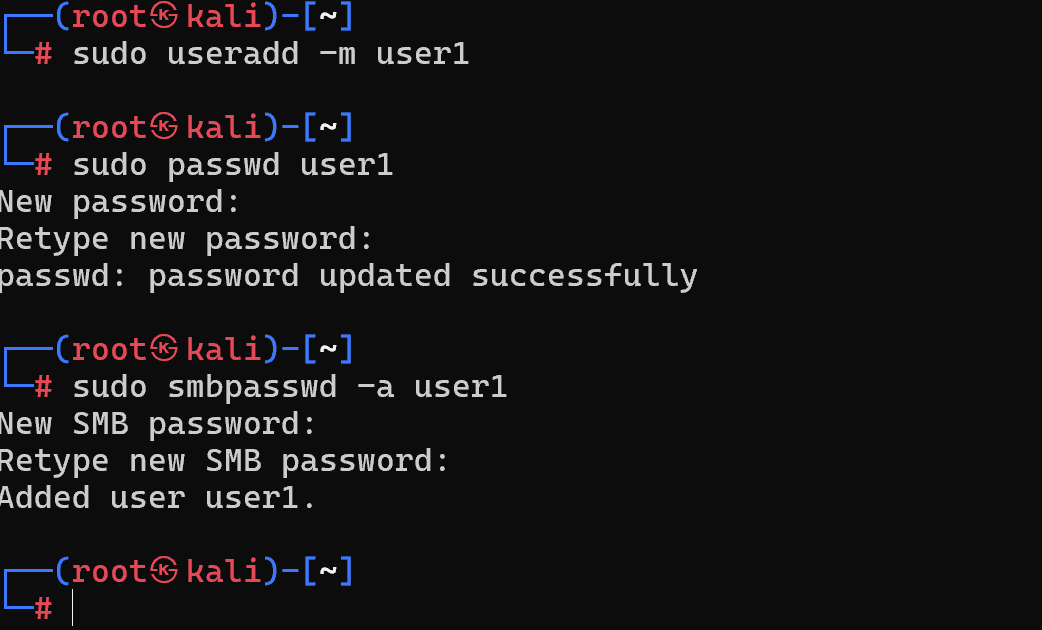 ┌──(root㉿kali)-[~]
└─# sudo useradd -m user1
┌──(root㉿kali)-[~]
└─# sudo passwd user1
New password:
Retype new password:
passwd: password updated successfully
┌──(root㉿kali)-[~]
└─# sudo smbpasswd -a user1
New SMB password:
Retype new SMB password:
Added user user1.
┌──(root㉿kali)-[~]
└─#